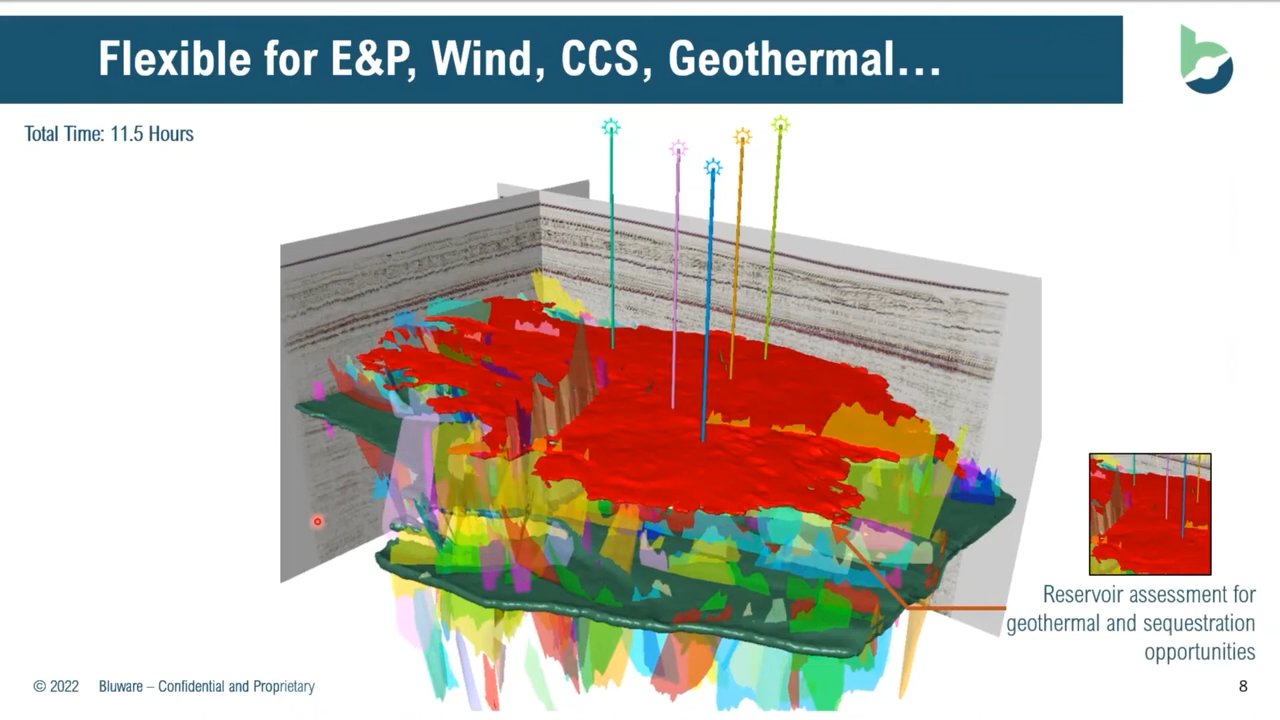 Flexible for E&P, Wind, CCS, Geothermal…
Total Time: 11.5 Hours
Reservoir assessment for
geothermal and sequestration
opportunities
© 2022 Bluware – Confidential and Proprietary
8